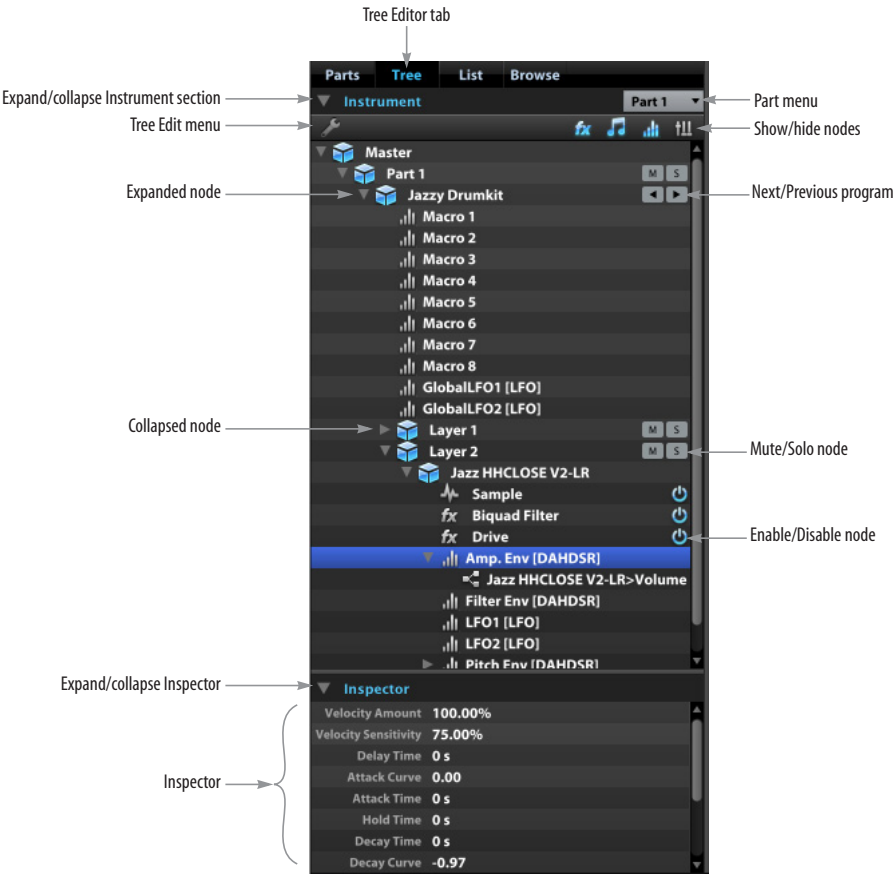 Tree Editor tab
Parts Tree List Browse
Expand/collapse Instrument section Instrument Part 1 Part menu
Tree Edit menu fx Show/hide nodes
Master
Part 1 M S
Expanded node Jazzy Drumkit Next/Previous program
Macro 1
Macro 2
Macro 3
Macro 4
Macro 5
Macro 6
Macro 7
Macro 8
GlobalLFO1 [LFO]
GlobalLFO2 [LFO]
Collapsed node Layer 1 M S
Layer 2 M S Mute/Solo node
Jazz HHCLOSE V2-LR
Sample
fx Biquad Filter
fx Drive Enable/Disable node
Amp. Env [DAHDSR]
Jazz HHCLOSE V2-LR>Volume
Filter Env [DAHDSR]
LFO1 [LFO]
LFO2 [LFO]
Pitch Env [DAHDSR]
Expand/collapse Inspector Inspector
Velocity Amount 100.00%
Velocity Sensitivity 75.00%
Delay Time 0 s
Inspector Attack Curve 0.00
Attack Time 0 s
Hold Time 0 s
Decay Time 0 s
Decay Curve -0.97